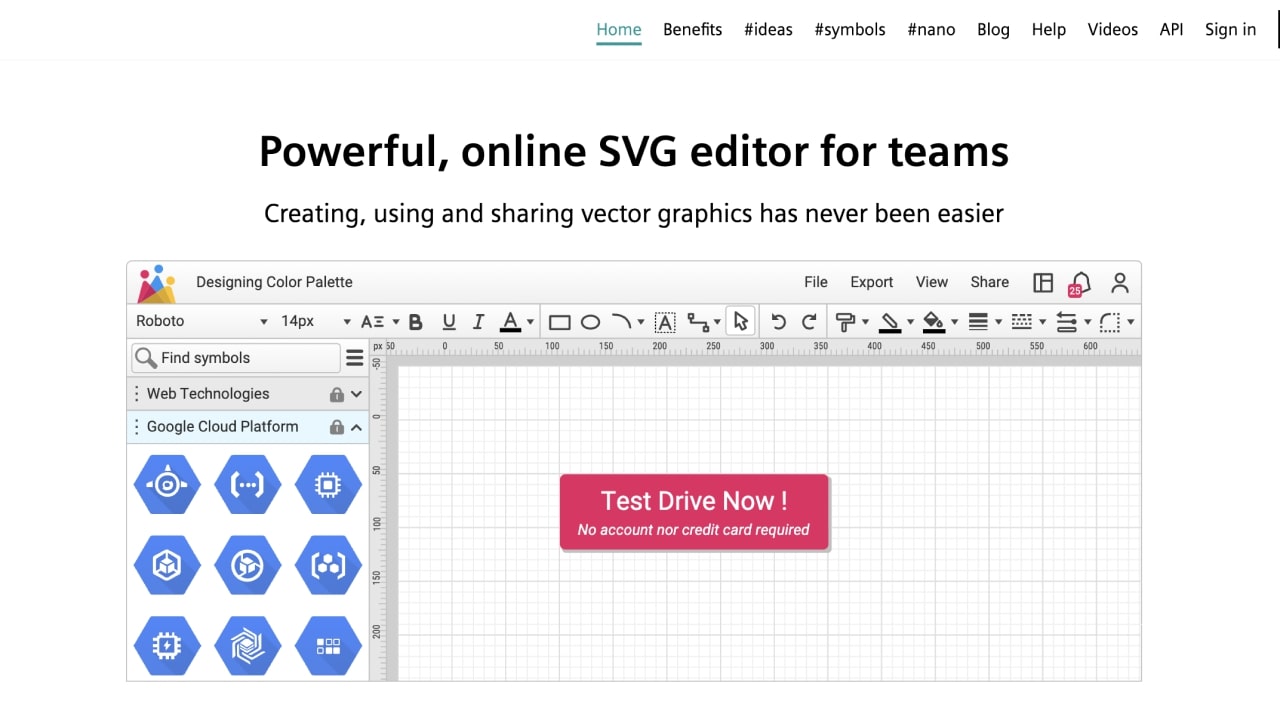 Home Benefits #ideas #symbols #nano Blog Help Videos API Sign in
Powerful, online SVG editor for teams
Creating, using and sharing vector graphics has never been easier
Designing Color Palette File Export View Share 25
Roboto 14px A B U I A A
px 50 0 50 100 150 200 250 300 350 400 450 500 550 600
Find symbols
-50
Web Technologies
0
Google Cloud Platform
50
Test Drive Now !
No account nor credit card required
100
150
200